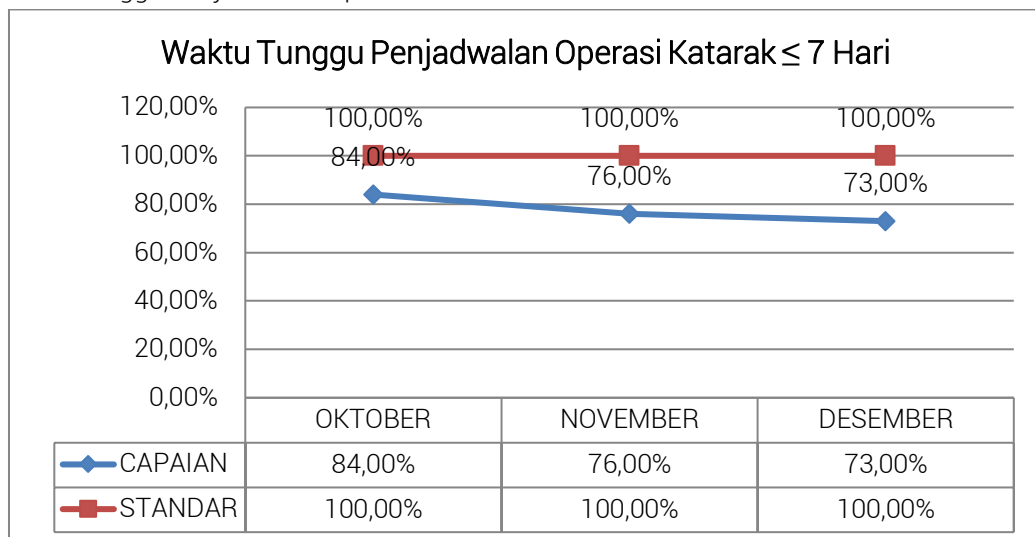 Waktu Tunggu Penjadwalan Operasi Katarak ≤ 7 Hari
120,00%
100,00%
80,00%
60,00%
40,00%
20,00%
0,00%
100,00% 100,00% 100,00%
84,00% 76,00% 73,00%
OKTOBER NOVEMBER DESEMBER
CAPAIAN 84,00% 76,00% 73,00%
STANDAR 100,00% 100,00% 100,00%